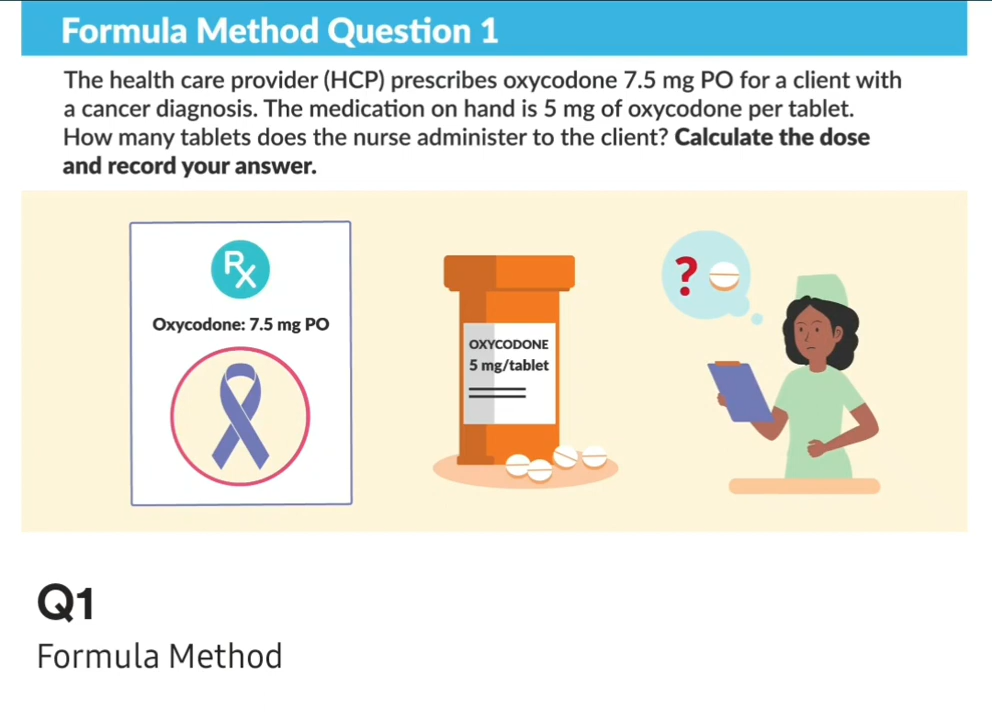 Formula Method Question 1
The health care provider (HCP) prescribes oxycodone 7.5 mg PO for a client with
a cancer diagnosis. The medication on hand is 5 mg of oxycodone per tablet.
How many tablets does the nurse administer to the client? Calculate the dose
and record your answer.
Rx
Oxycodone: 7.5 mg PO
OXYCODONE
5 mg/tablet
?
Q1
Formula Method